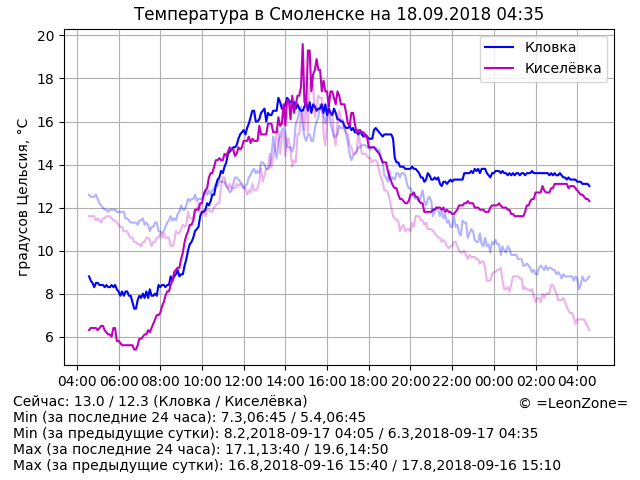 Температура в Смоленске на 18.09.2018 04:35
Кловка
Киселёвка
градусов Цельсия, °C
20
18
16
14
12
10
8
6
04:00 06:00 08:00 10:00 12:00 14:00 16:00 18:00 20:00 22:00 00:00 02:00 04:00
Сейчас: 13.0 / 12.3 (Кловка / Киселёвка)
© =LeonZone=
Min (за последние 24 часа): 7.3,06:45 / 5.4,06:45
Min (за предыдущие сутки): 8.2,2018-09-17 04:05 / 6.3,2018-09-17 04:35
Max (за последние 24 часа): 17.1,13:40 / 19.6,14:50
Max (за предыдущие сутки): 16.8,2018-09-16 15:40 / 17.8,2018-09-16 15:10